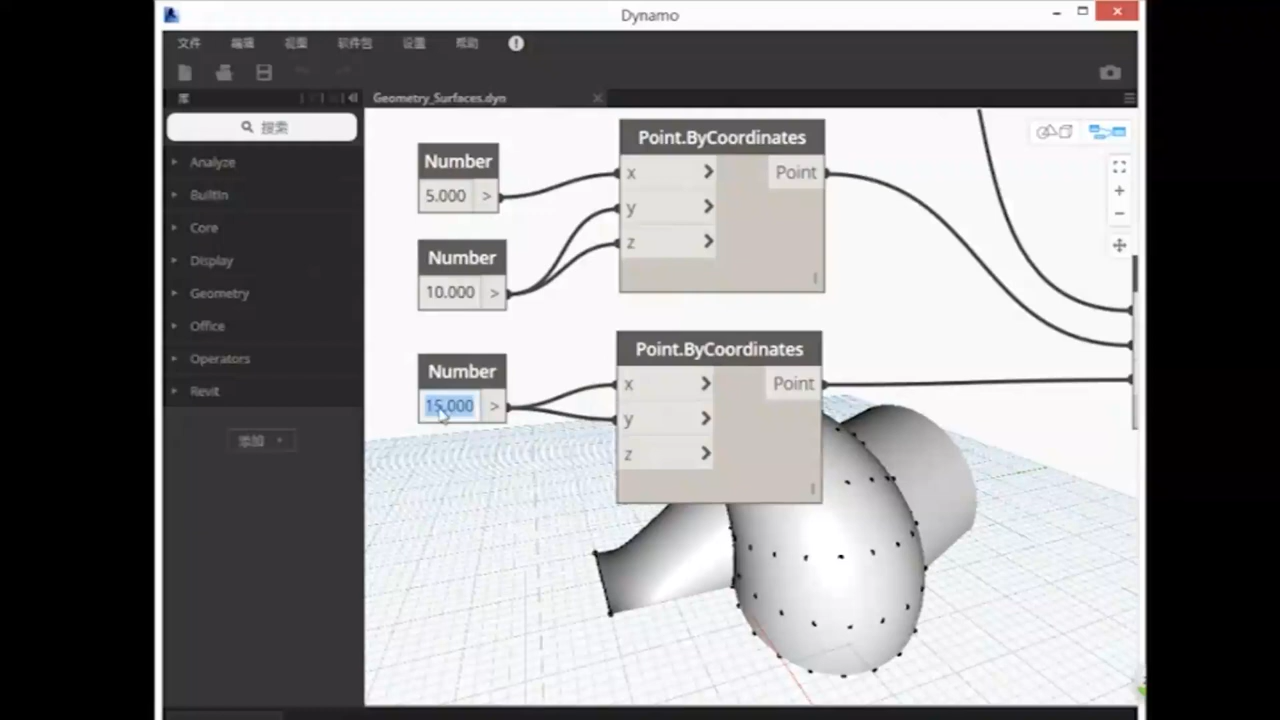 Dynamo
文件 编辑 视图 软件包 设置 帮助
库
Geometry_Surfaces.dyn
搜索
Analyze
BuiltIn
Core
Display
Geometry
Office
Operators
Revit
添加
Number
5.000 >
Number
10.000 >
Number
15.000 >
Point.ByCoordinates
x > Point
y >
z >
Point.ByCoordinates
x > Point
y >
z >